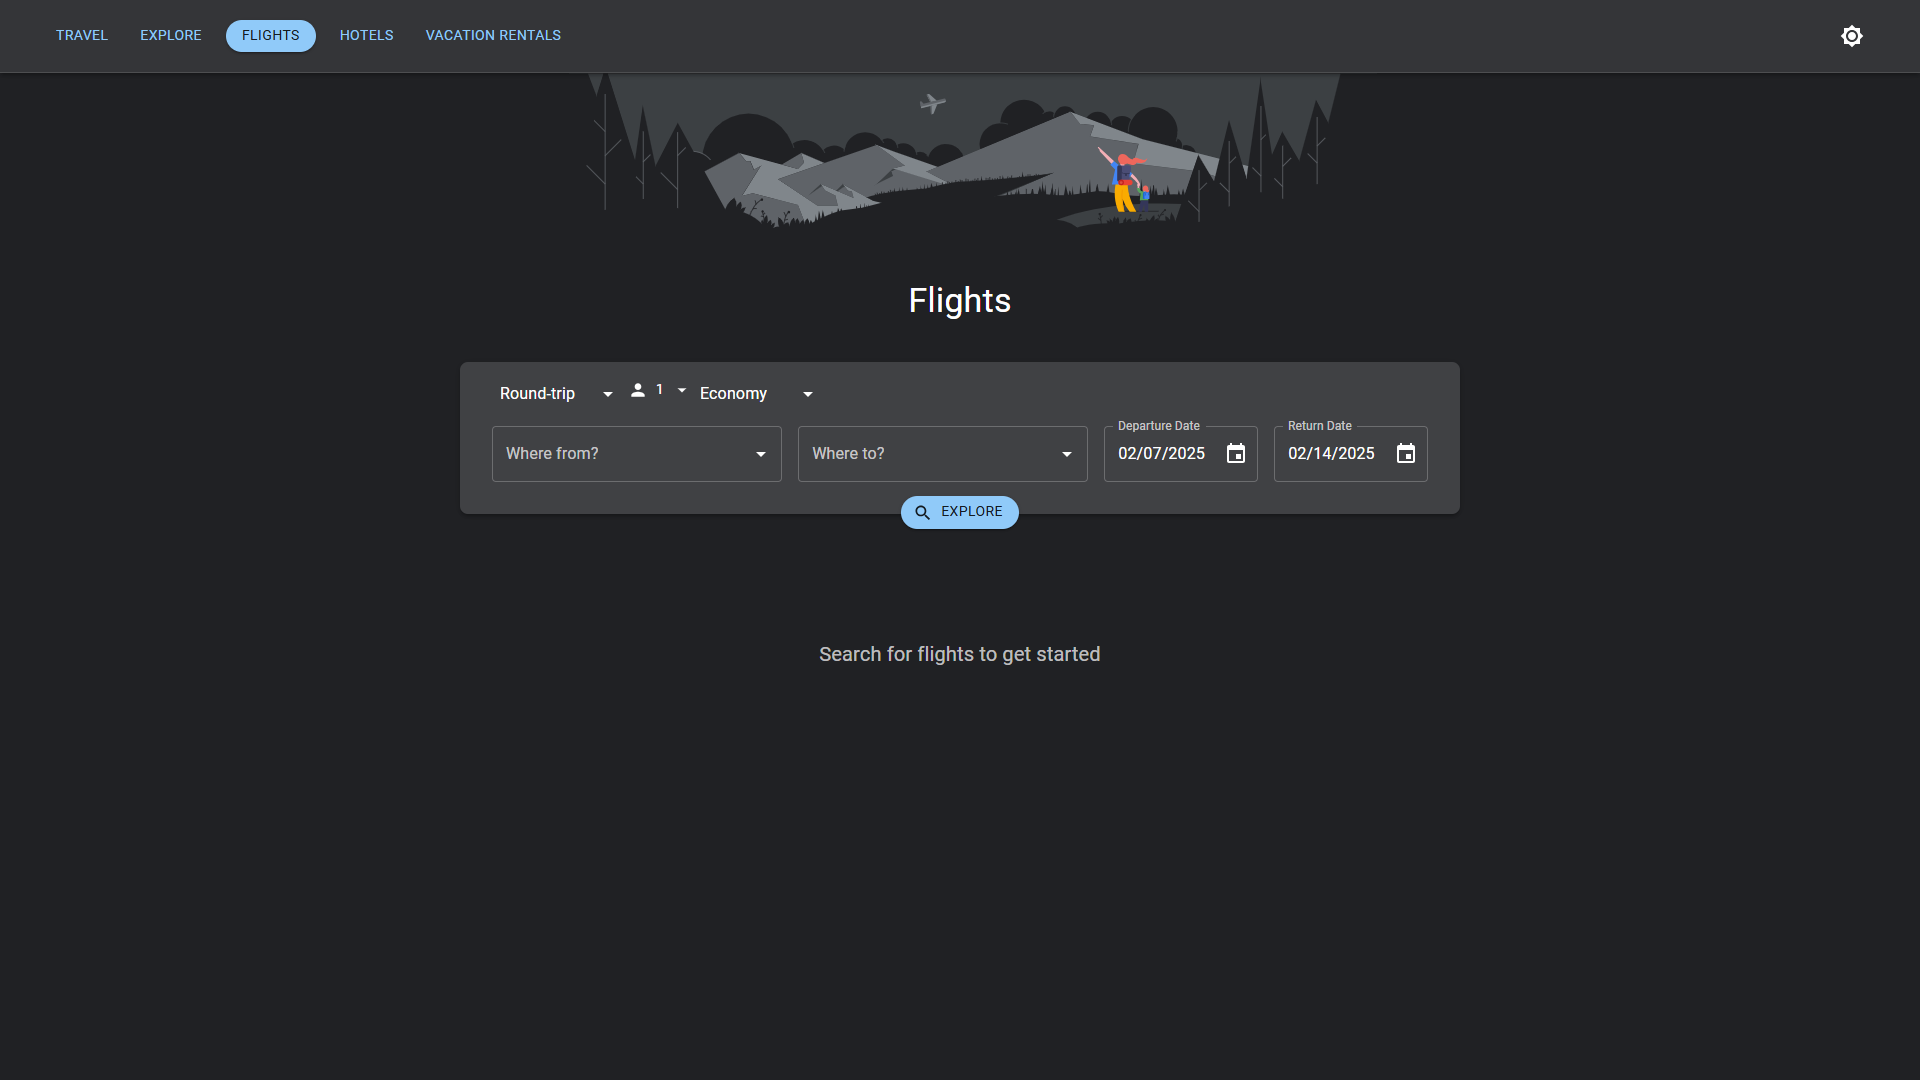 TRAVEL
EXPLORE
FLIGHTS
HOTELS
VACATION RENTALS
Flights
Round-trip
1
Economy
Where from?
Where to?
Departure Date
02/07/2025
Return Date
02/14/2025
EXPLORE
Search for flights to get started